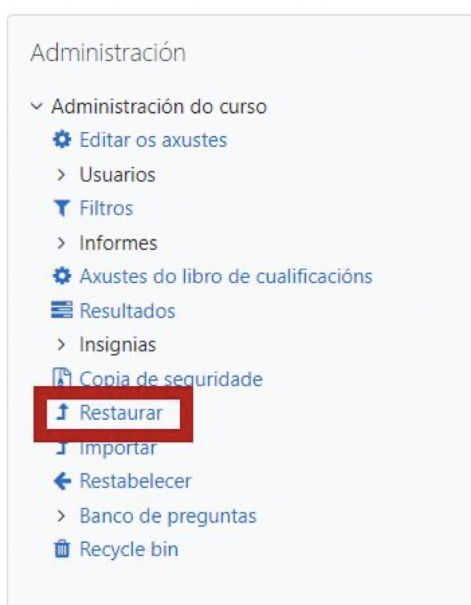 Administración
Administración do curso
Editar os axustes
Usuarios
Filtros
Informes
Axustes do libro de cualificacións
Resultados
Insignias
Copia de seguridade
Restaurar
Importar
Restabelecer
Banco de preguntas
Recycle bin